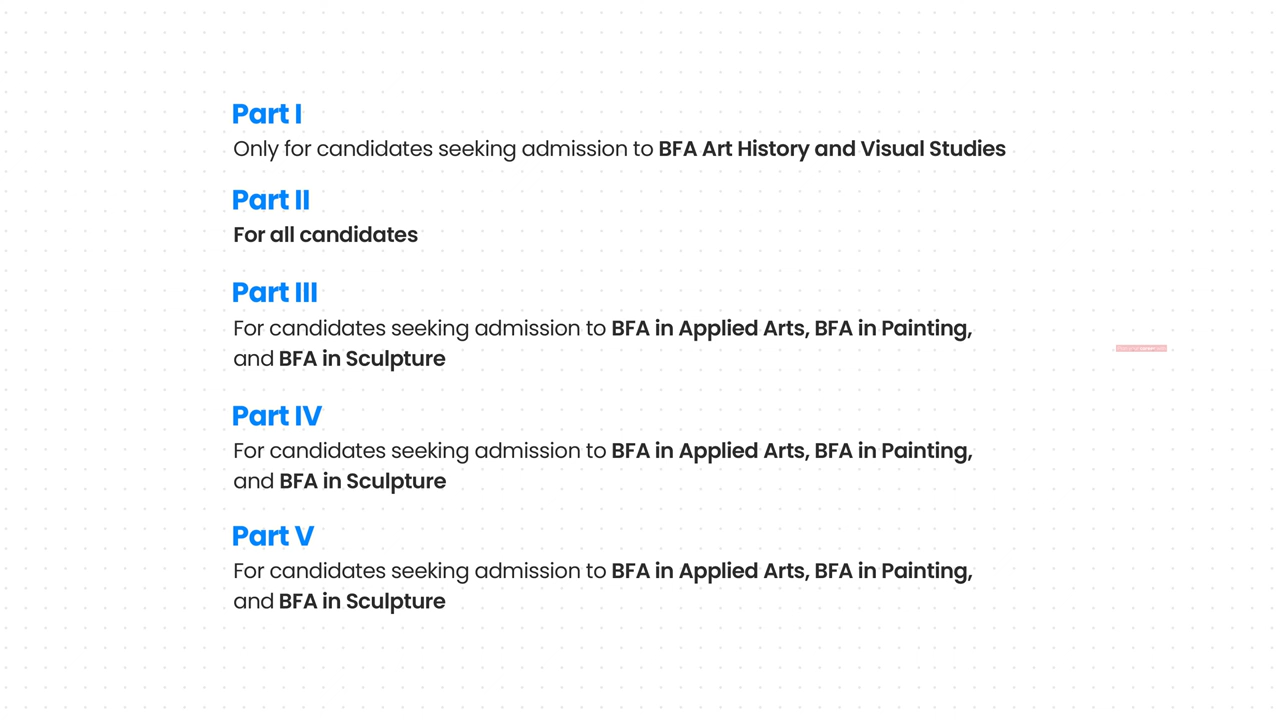 Part I
Only for candidates seeking admission to BFA Art History and Visual Studies
Part II
For all candidates
Part III
For candidates seeking admission to BFA in Applied Arts, BFA in Painting,
and BFA in Sculpture
Part IV
For candidates seeking admission to BFA in Applied Arts, BFA in Painting,
and BFA in Sculpture
Part V
For candidates seeking admission to BFA in Applied Arts, BFA in Painting,
and BFA in Sculpture